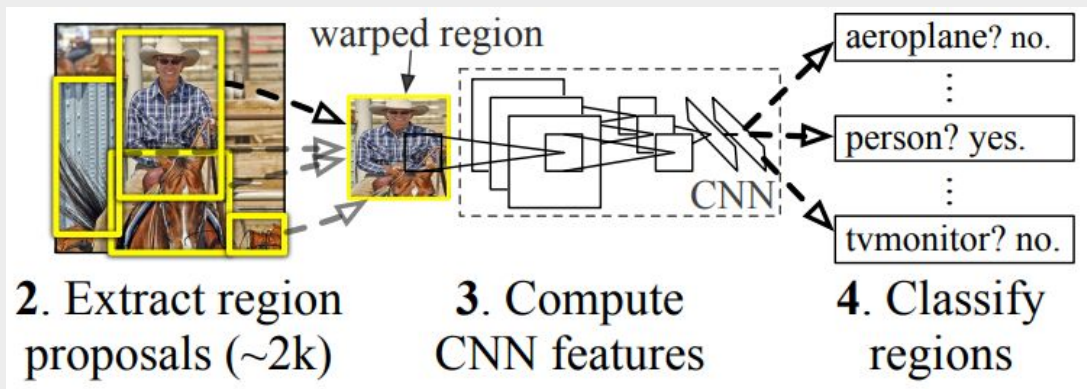 warped region
aeroplane? no.
person? yes.
CNN
tvmonitor? no.
2. Extract region
proposals (~2k)
3. Compute
CNN features
4. Classify
regions